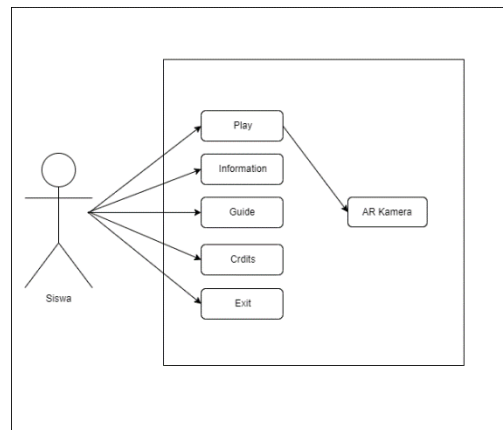 Play
Information
Guide
AR Kamera
Crdits
Siswa
Exit